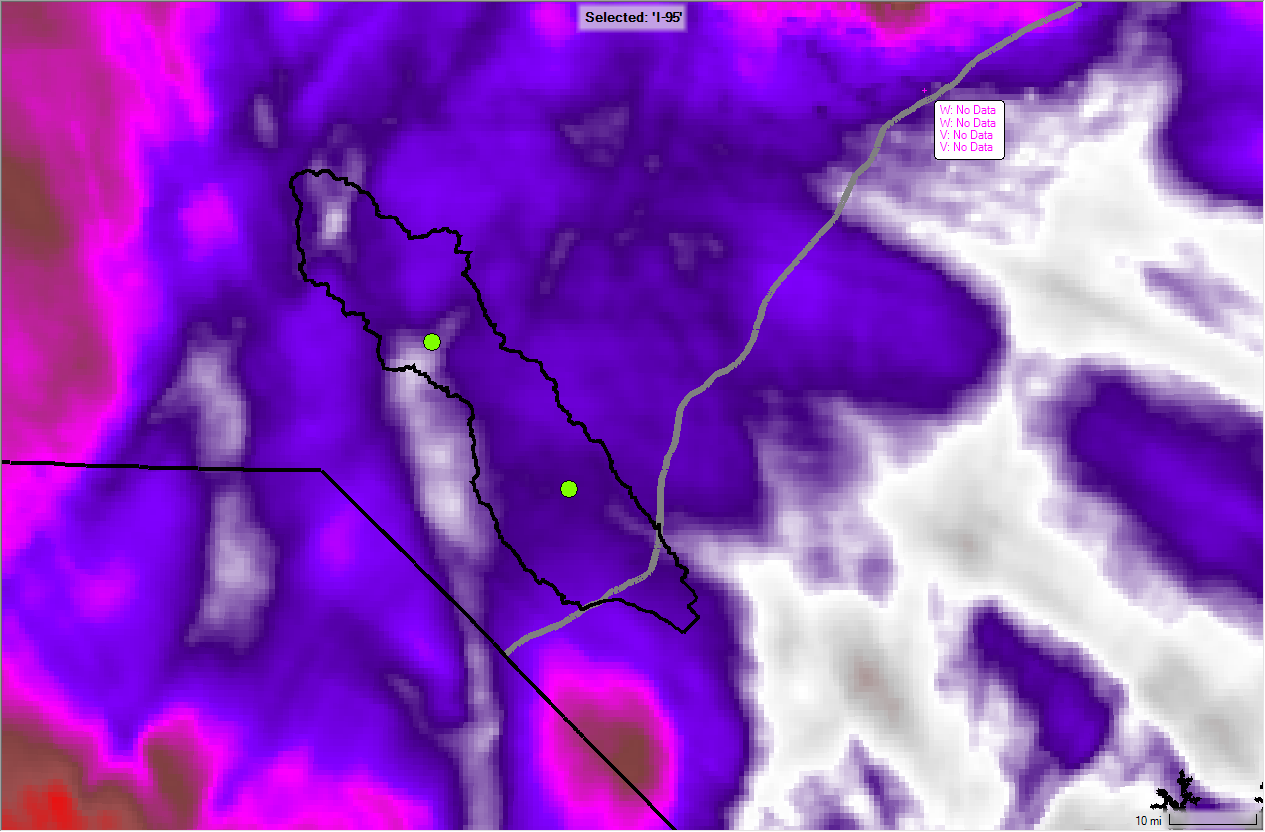 Selected: 'I-95'
W: No Data
W: No Data
V: No Data
V: No Data
10 mi